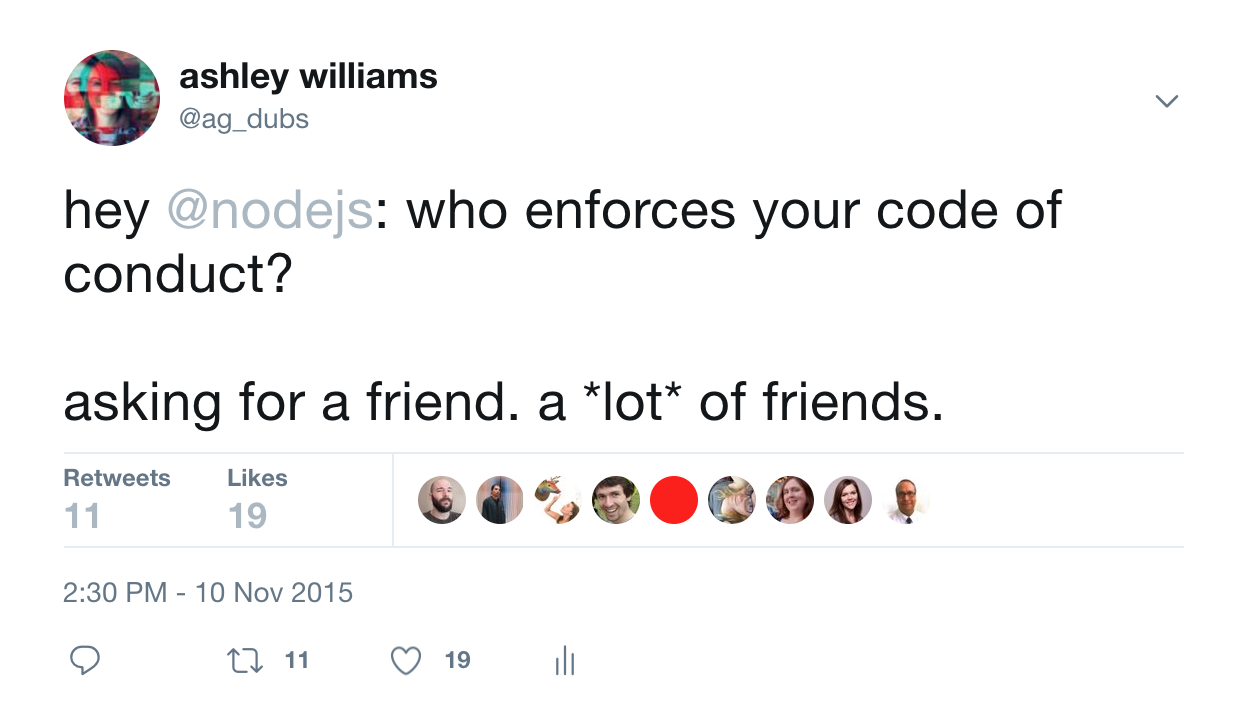 ashley williams
@ag_dubs
hey @nodejs: who enforces your code of
conduct?
asking for a friend. a *lot* of friends.
Retweets Likes
11 19
2:30 PM - 10 Nov 2015
11 19